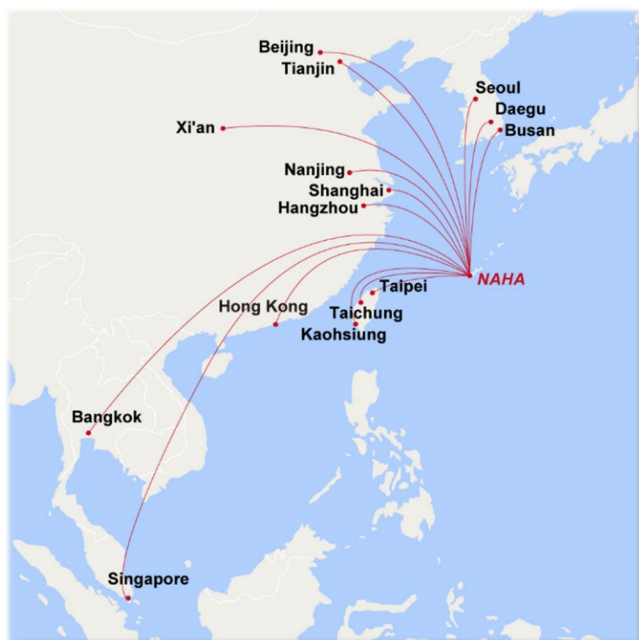 Beijing
Tianjin
Seoul
Daegu
Xi'an
Busan
Nanjing
Shanghai
Hangzhou
NAHA
Taipei
Hong Kong
Taichung
Kaohsiung
Bangkok
Singapore